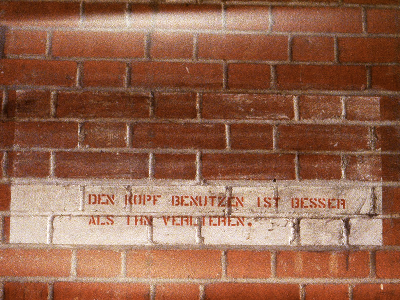 DEN KOPF BENUTZEN IST BESSER
ALS IHN VERLIEREN.